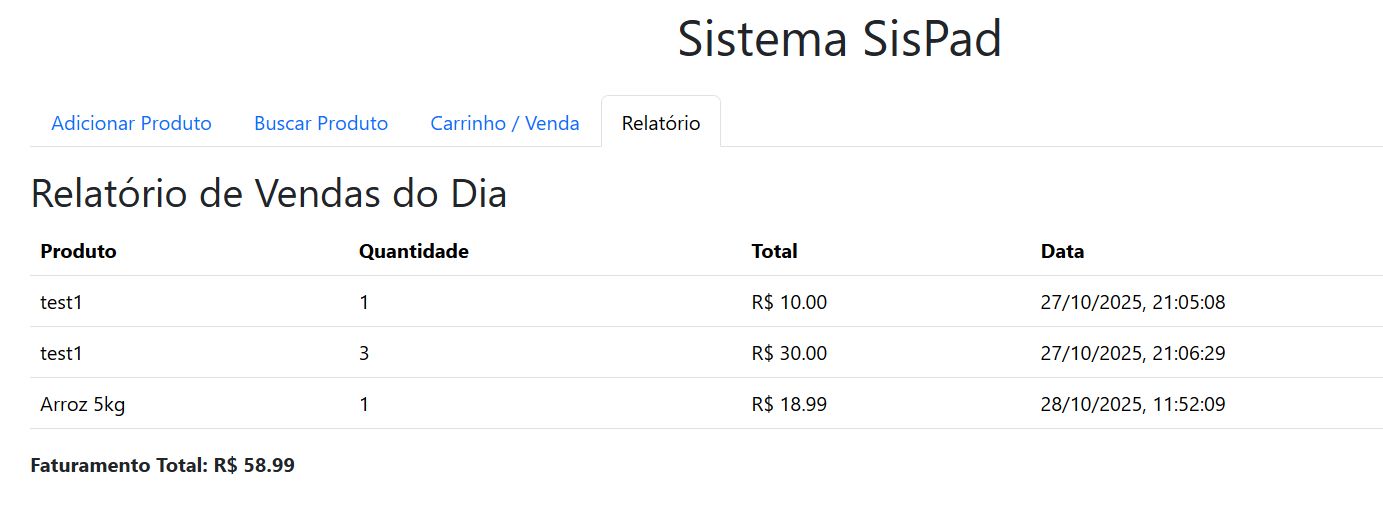 Sistema SisPad
Adicionar Produto Buscar Produto Carrinho / Venda Relatório
Relatório de Vendas do Dia
Produto Quantidade Total Data
test1 1 R$ 10.00 27/10/2025, 21:05:08
test1 3 R$ 30.00 27/10/2025, 21:06:29
Arroz 5kg 1 R$ 18.99 28/10/2025, 11:52:09
Faturamento Total: R$ 58.99